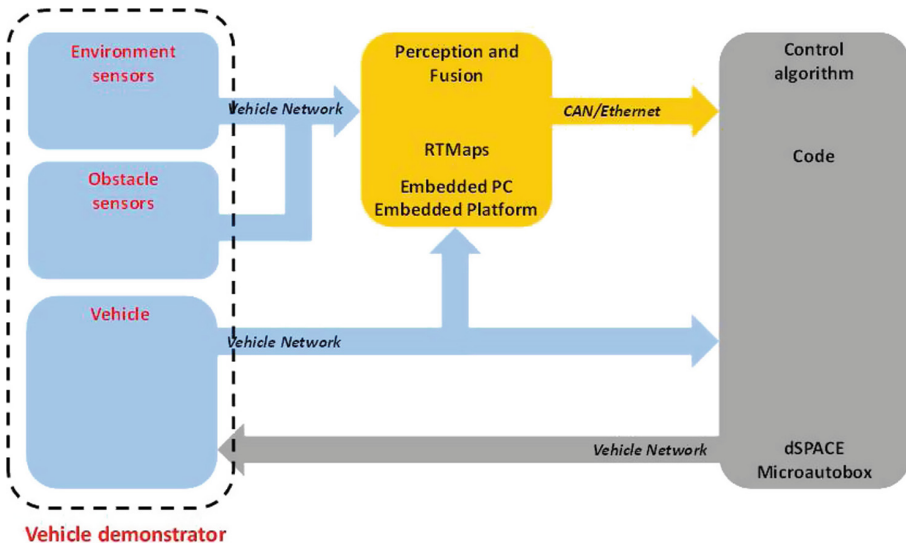 Environment
sensors
Vehicle Network
Obstacle
sensors
Vehicle
Vehicle Network
Perception and
Fusion
RTMaps
Embedded PC
Embedded Platform
CAN/Ethernet
Control
algorithm
Code
dSPACE
Microautobox
Vehicle Network
Vehicle demonstrator